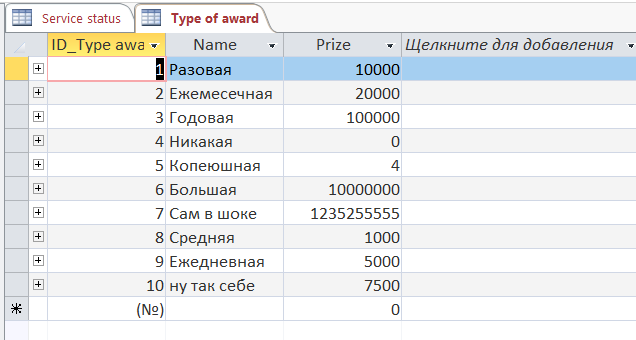 Service status Type of award
ID_Type awa Name Prize Щелкните для добавления
1 Разовая 10000
2 Ежемесечная 20000
3 Годовая 100000
4 Никакая 0
5 Копеюшная 4
6 Большая 10000000
7 Сам в шоке 1235255555
8 Средняя 1000
9 Ежедневная 5000
10 ну так себе 7500
(№) 0